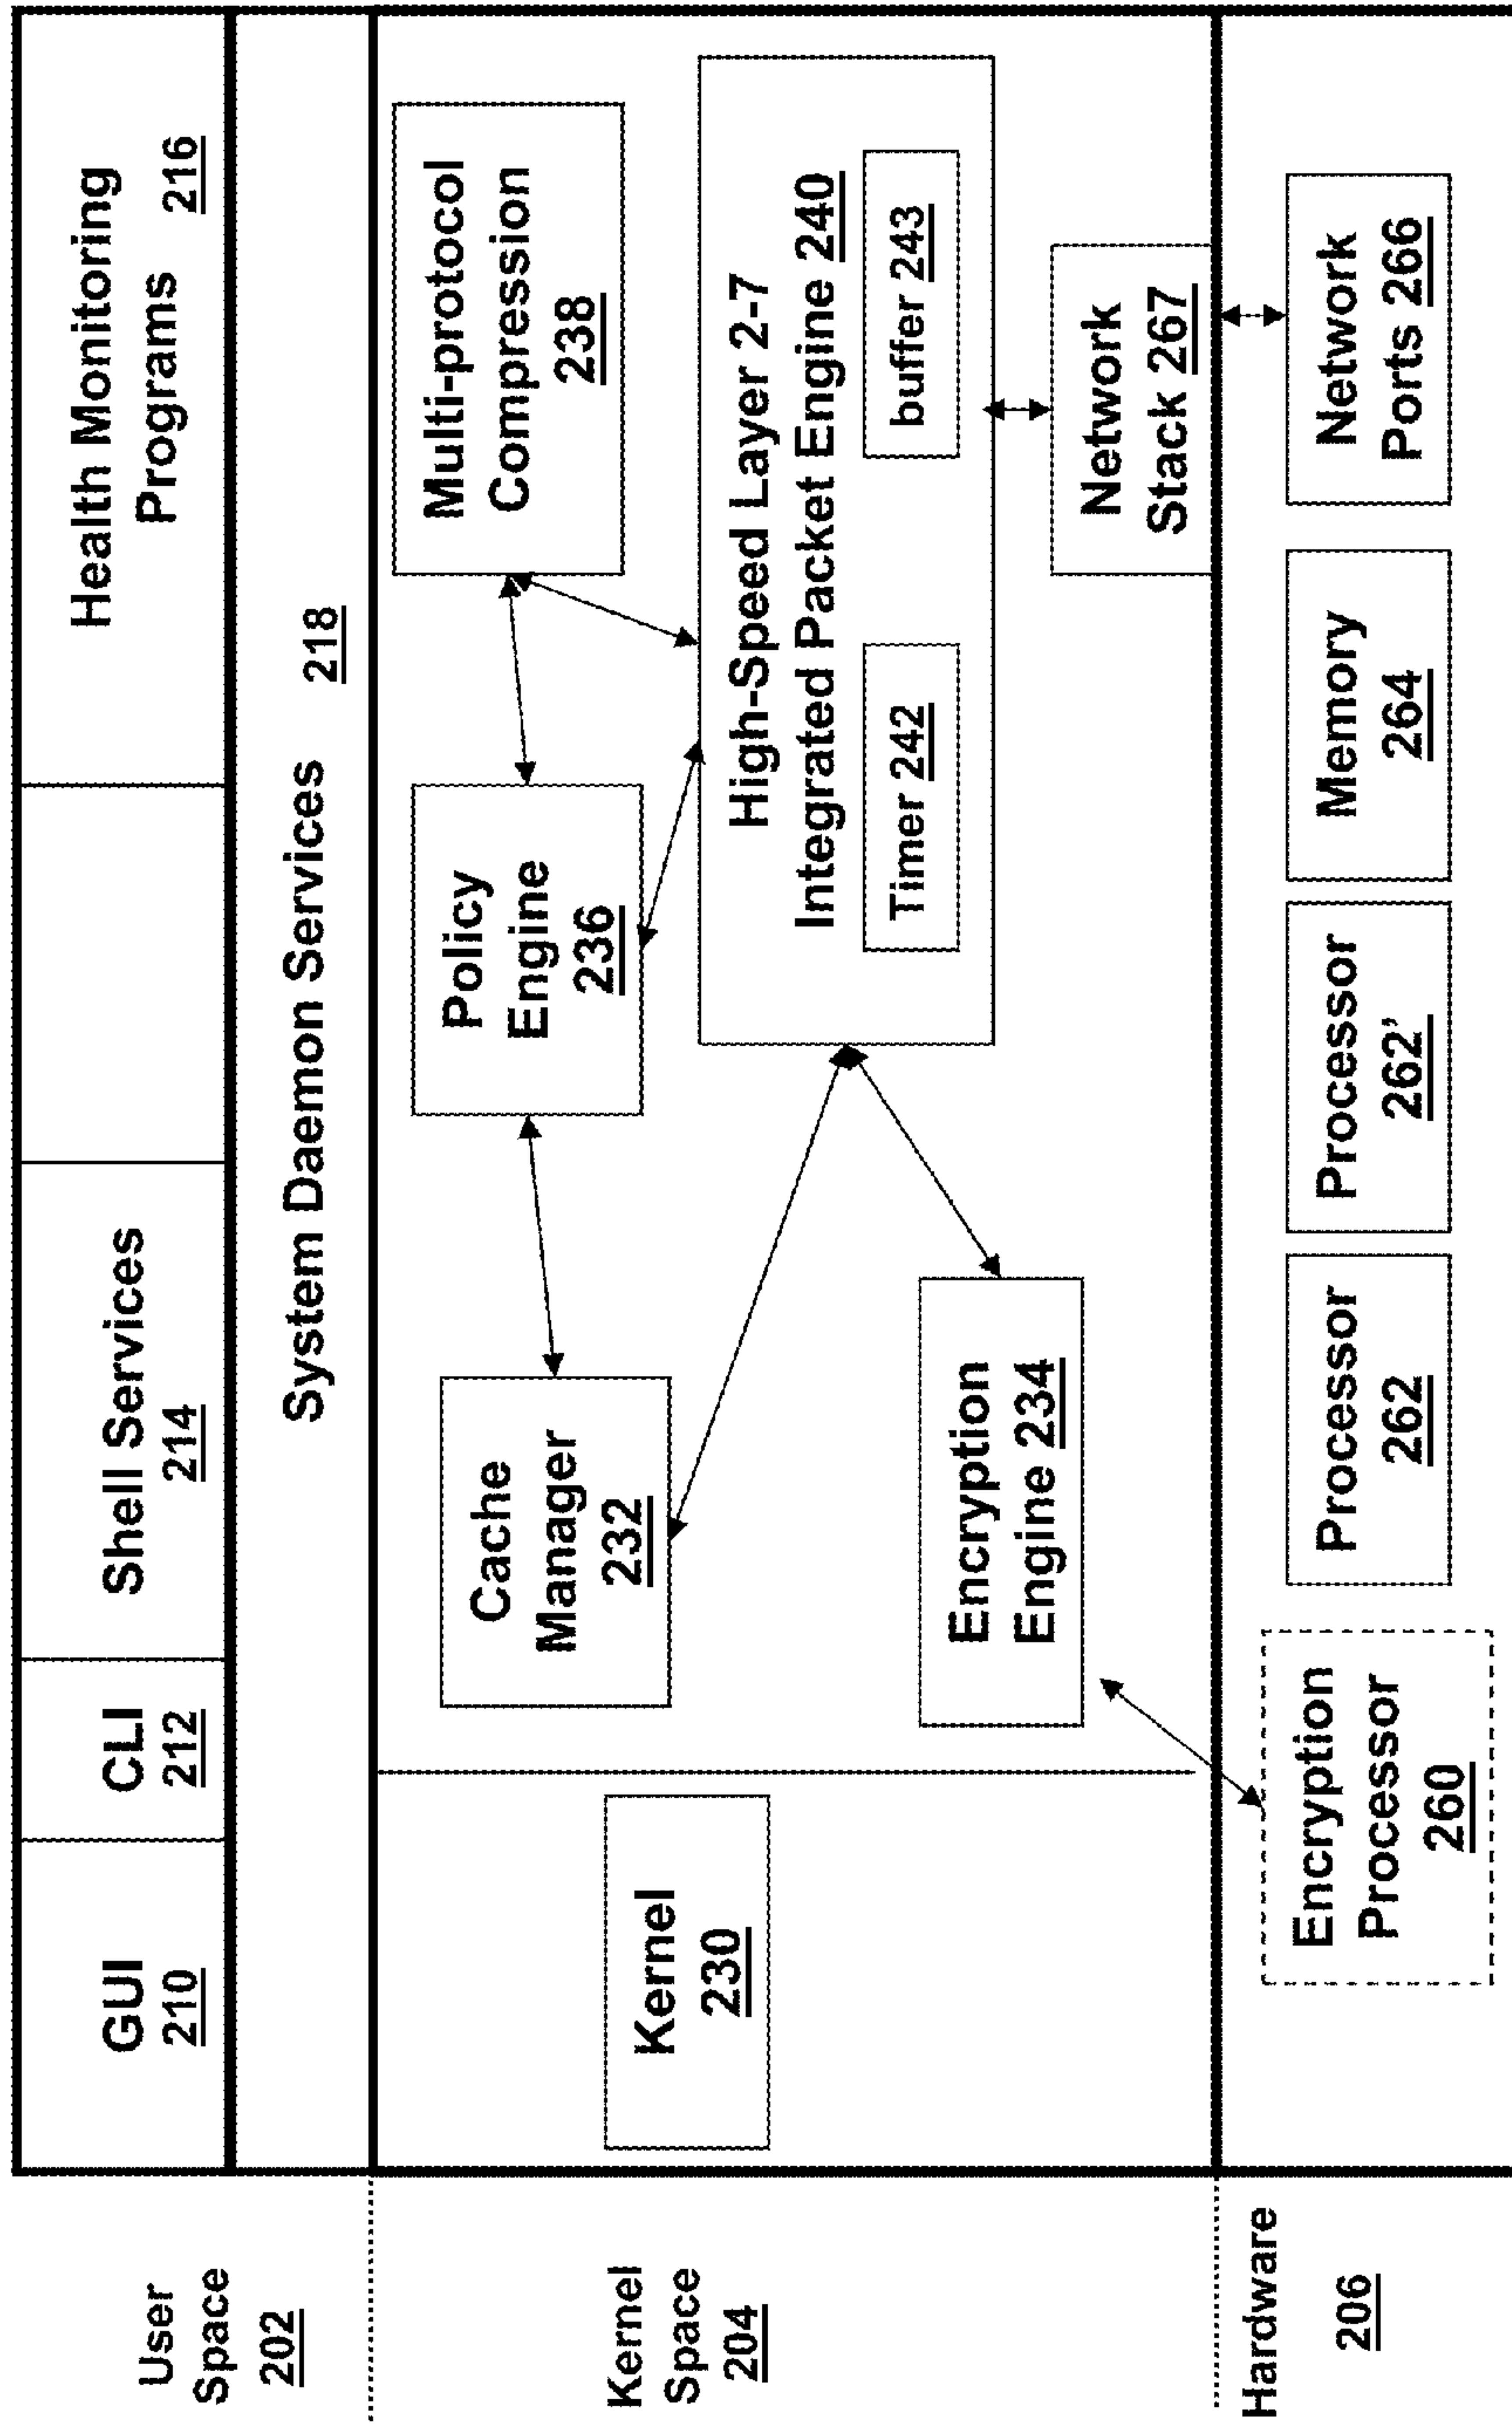 User
Space
202
GUI
210
CLI
212
Shell Services
214
Health Monitoring
Programs
216
System Daemon Services
218
Kernel
Space
204
Kernel
230
Cache
Manager
232
Policy
Engine
236
Multi-protocol
Compression
238
High-Speed Layer 2-7
Integrated Packet Engine 240
Timer 242
buffer 243
Encryption
Engine 234
Network
Stack 267
Hardware
206
Encryption
Processor
260
Processor
262
Processor
262’
Memory
264
Network
Ports 266